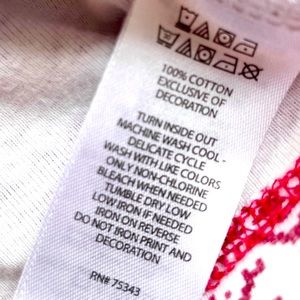 100% COTTON
EXCLUSIVE OF
DECORATION
TURN INSIDE OUT
MACHINE WASH COOL -
DELICATE CYCLE
WASH WITH LIKE COLORS
ONLY NON-CHLORINE
BLEACH WHEN NEEDED
TUMBLE DRY LOW
LOW IRON IF NEEDED
IRON ON REVERSE
DO NOT IRON PRINT AND
DECORATION
RN# 75343